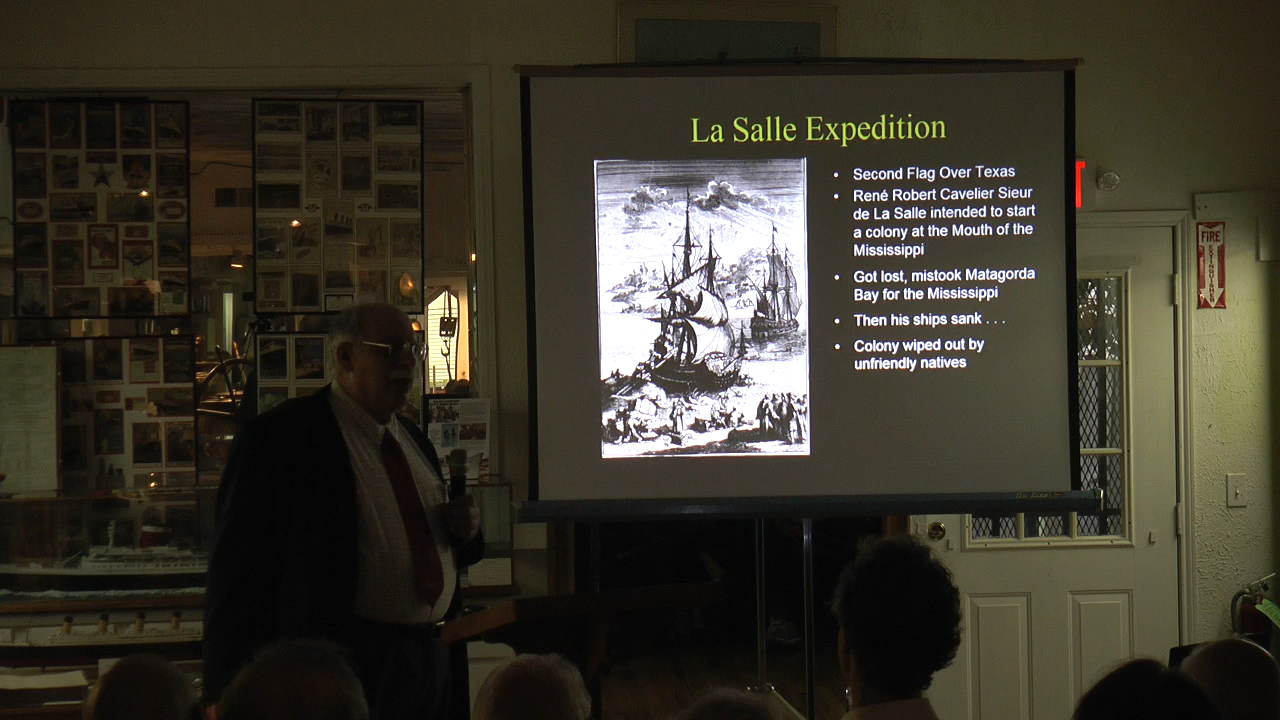 La Salle Expedition
• Second Flag Over Texas
• René Robert Cavelier Sieur
de La Salle intended to start
a colony at the Mouth of the
Mississippi
• Got lost, mistook Matagorda
Bay for the Mississippi
• Then his ships sank . . .
• Colony wiped out by
unfriendly natives
FIRE
EXTINGUISHER